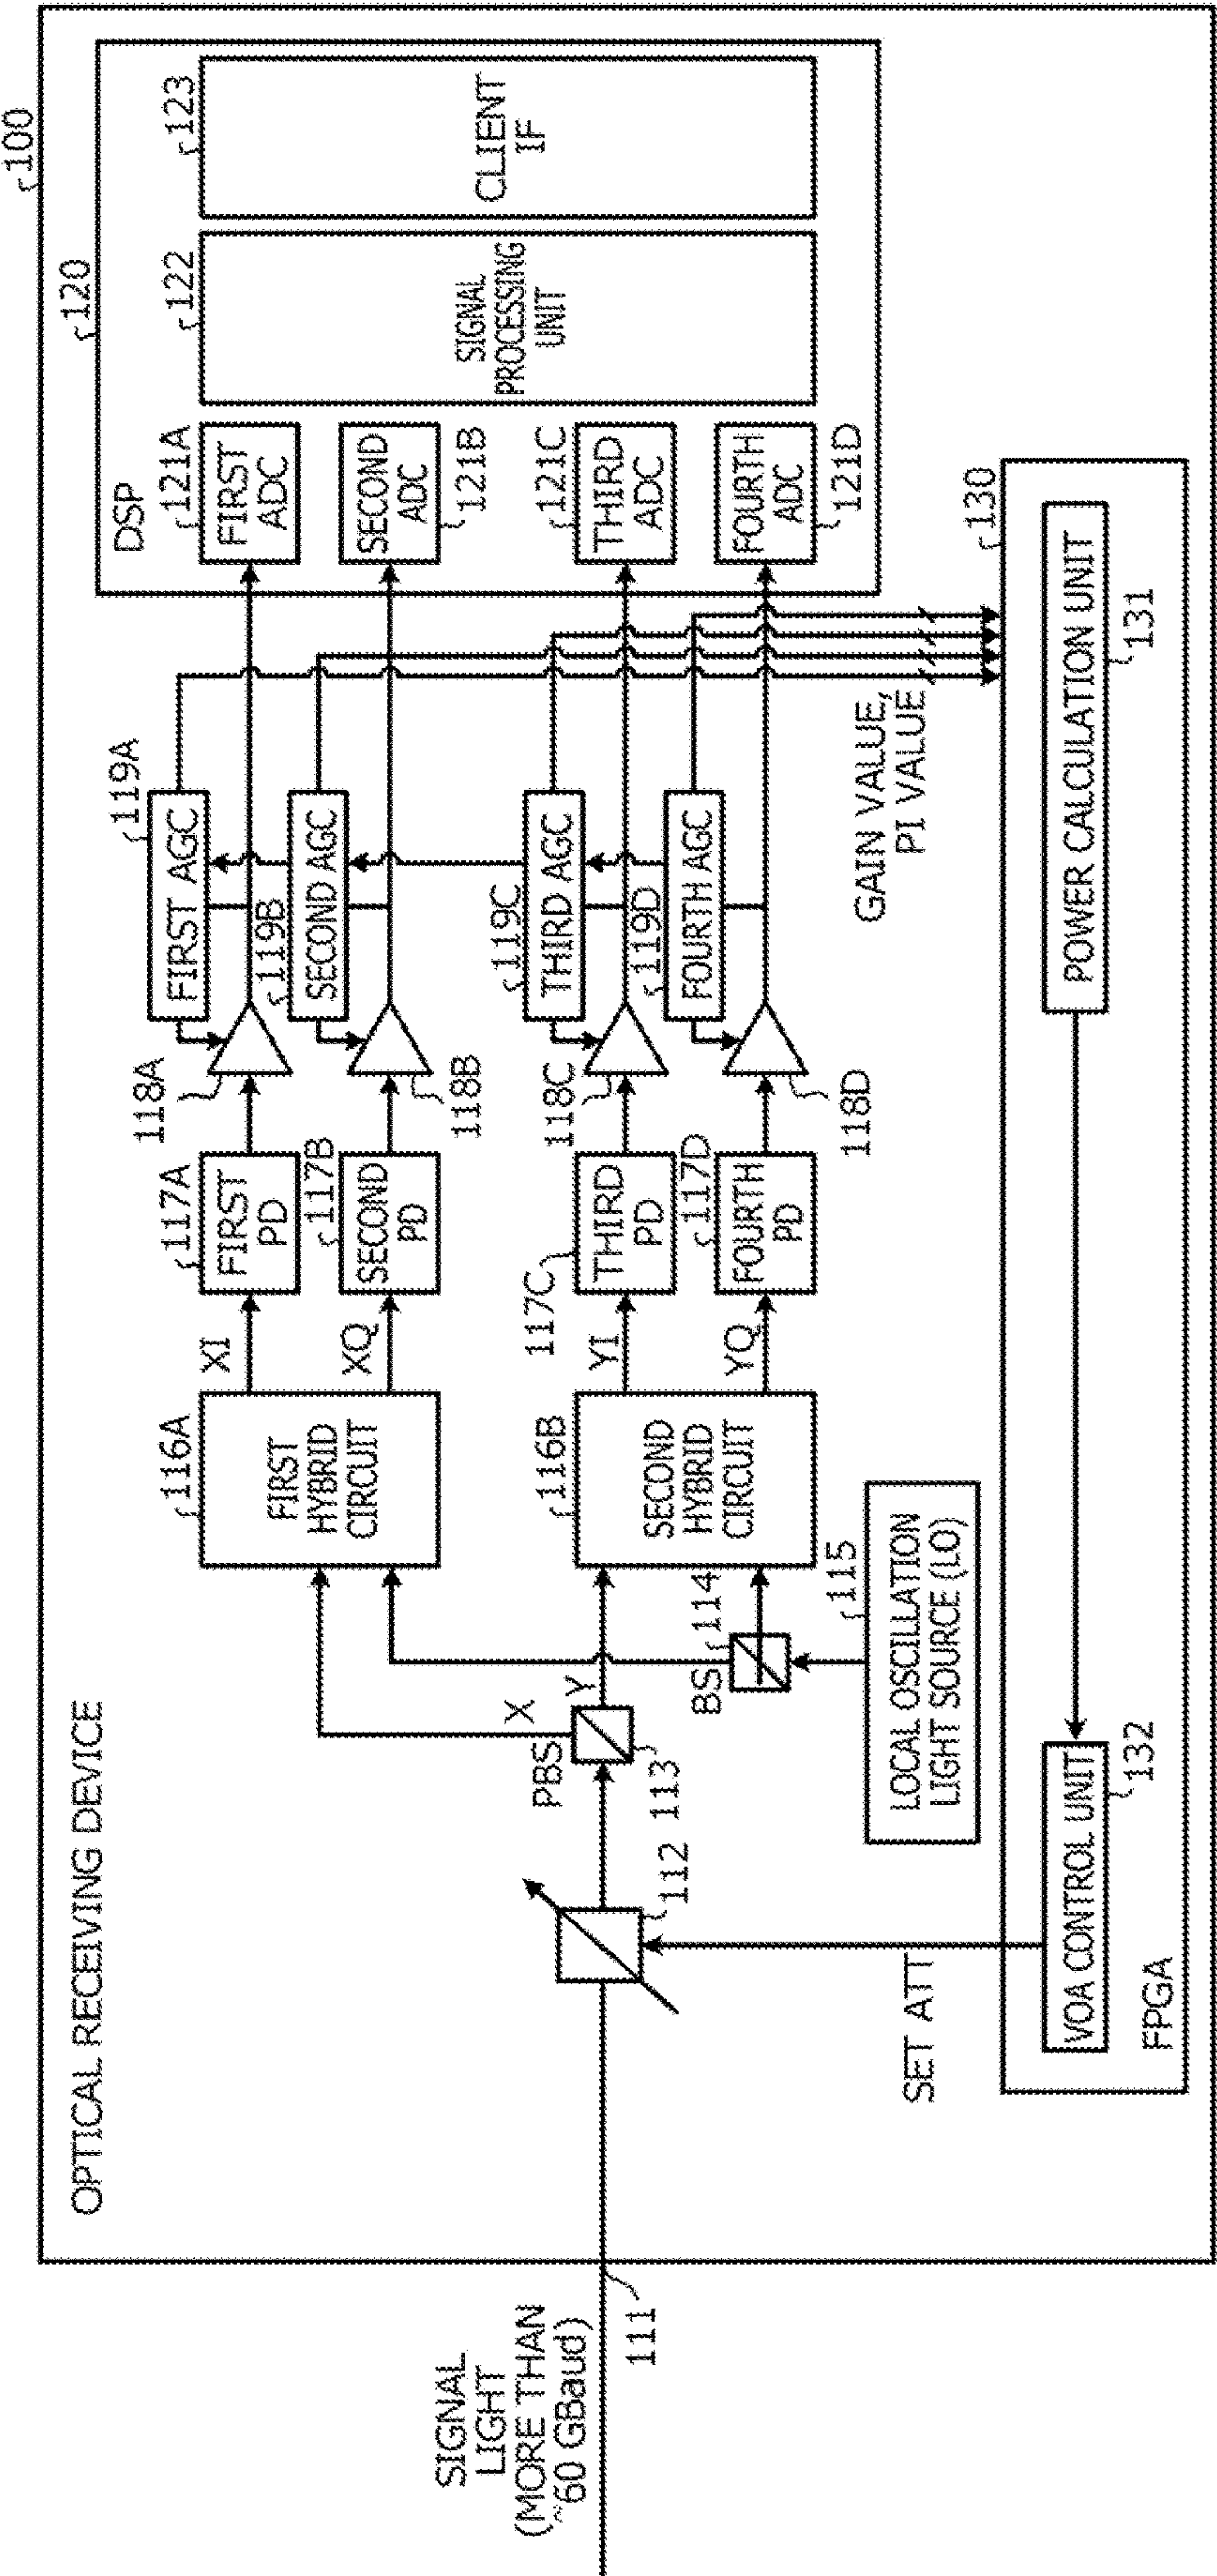 OPTICAL RECEIVING DEVICE
100
SIGNAL
LIGHT
(MORE THAN
~60 GBaud)
111
112
PBS
113
X
Y
BS
114
LOCAL OSCILLATION
LIGHT SOURCE (LO)
115
116A
FIRST
HYBRID
CIRCUIT
116B
SECOND
HYBRID
CIRCUIT
XI
XQ
YI
YQ
117A
FIRST
PD
117B
SECOND
PD
117C
THIRD
PD
117D
FOURTH
PD
118A
118B
118C
118D
119A
FIRST AGC
119B
SECOND AGC
119C
THIRD AGC
119D
FOURTH AGC
GAIN VALUE,
PI VALUE
120
DSP
121A
FIRST
ADC
SECOND
ADC
121B
121C
THIRD
ADC
FOURTH
ADC
121D
122
SIGNAL
PROCESSING
UNIT
123
CLIENT
IF
130
SET ATT
VOA CONTROL UNIT
132
FPGA
POWER CALCULATION UNIT
131